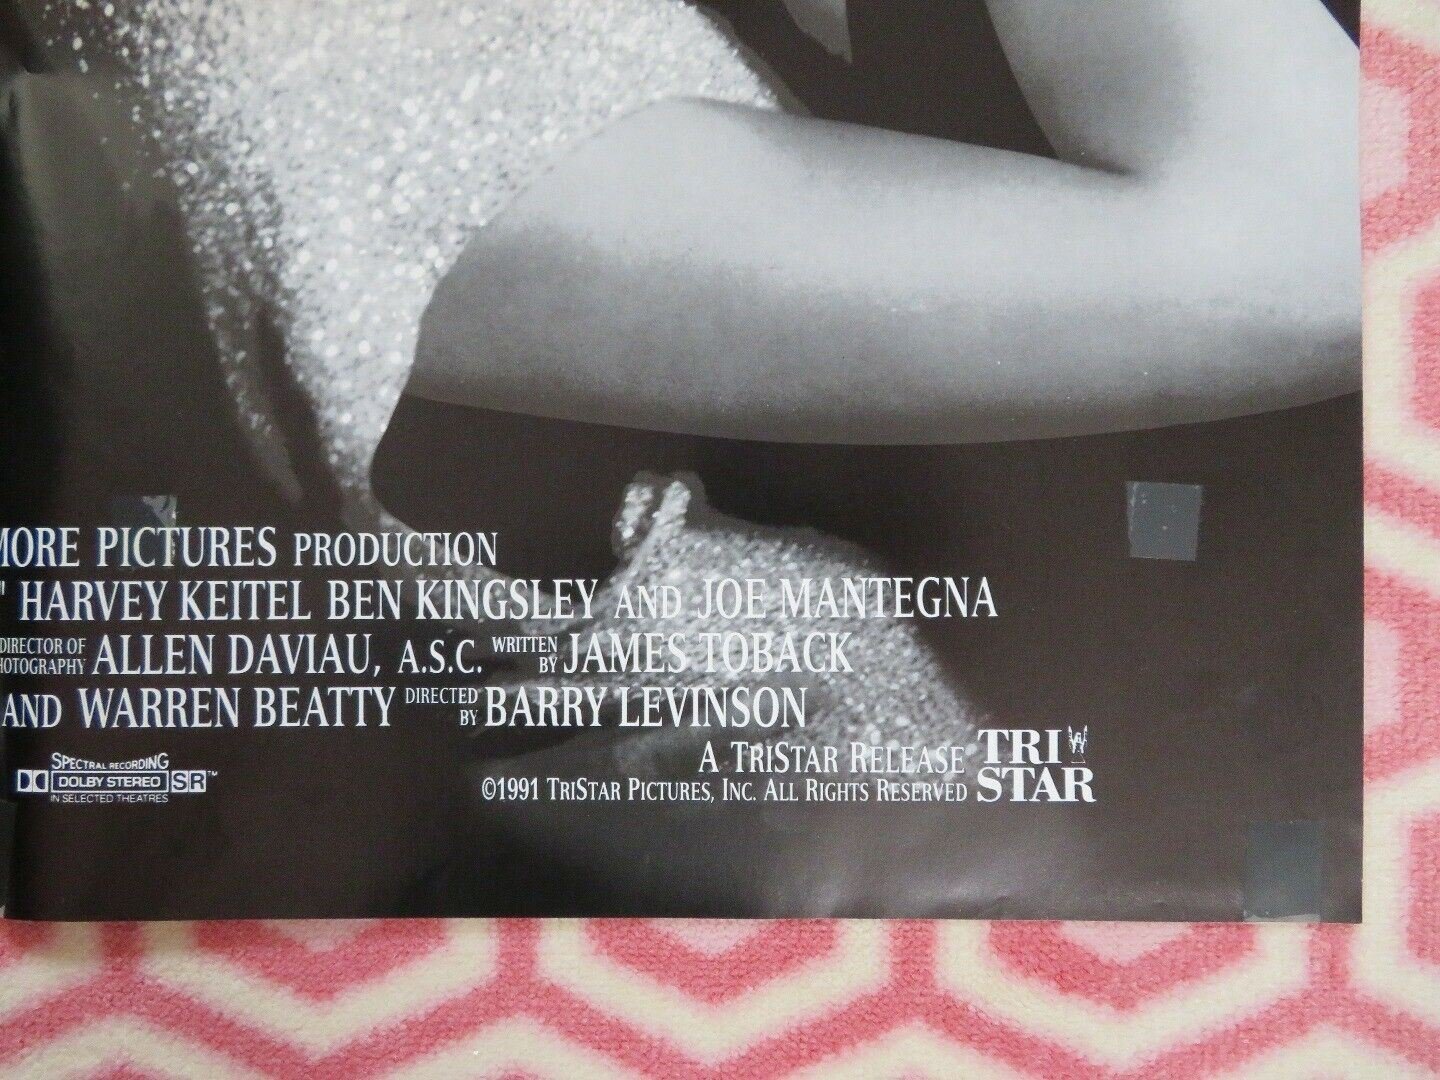 MORE PICTURES PRODUCTION
" HARVEY KEITEL BEN KINGSLEY AND JOE MANTEGNA
DIRECTOR OF PHOTOGRAPHY ALLEN DAVIAU, A.S.C. WRITTEN BY JAMES TOBACK
AND WARREN BEATTY DIRECTED BY BARRY LEVINSON
SPECTRAL RECORDING
DOLBY STEREO SR™
IN SELECTED THEATRES
A TRISTAR RELEASE
©1991 TRISTAR PICTURES, INC. ALL RIGHTS RESERVED
TRI
STAR